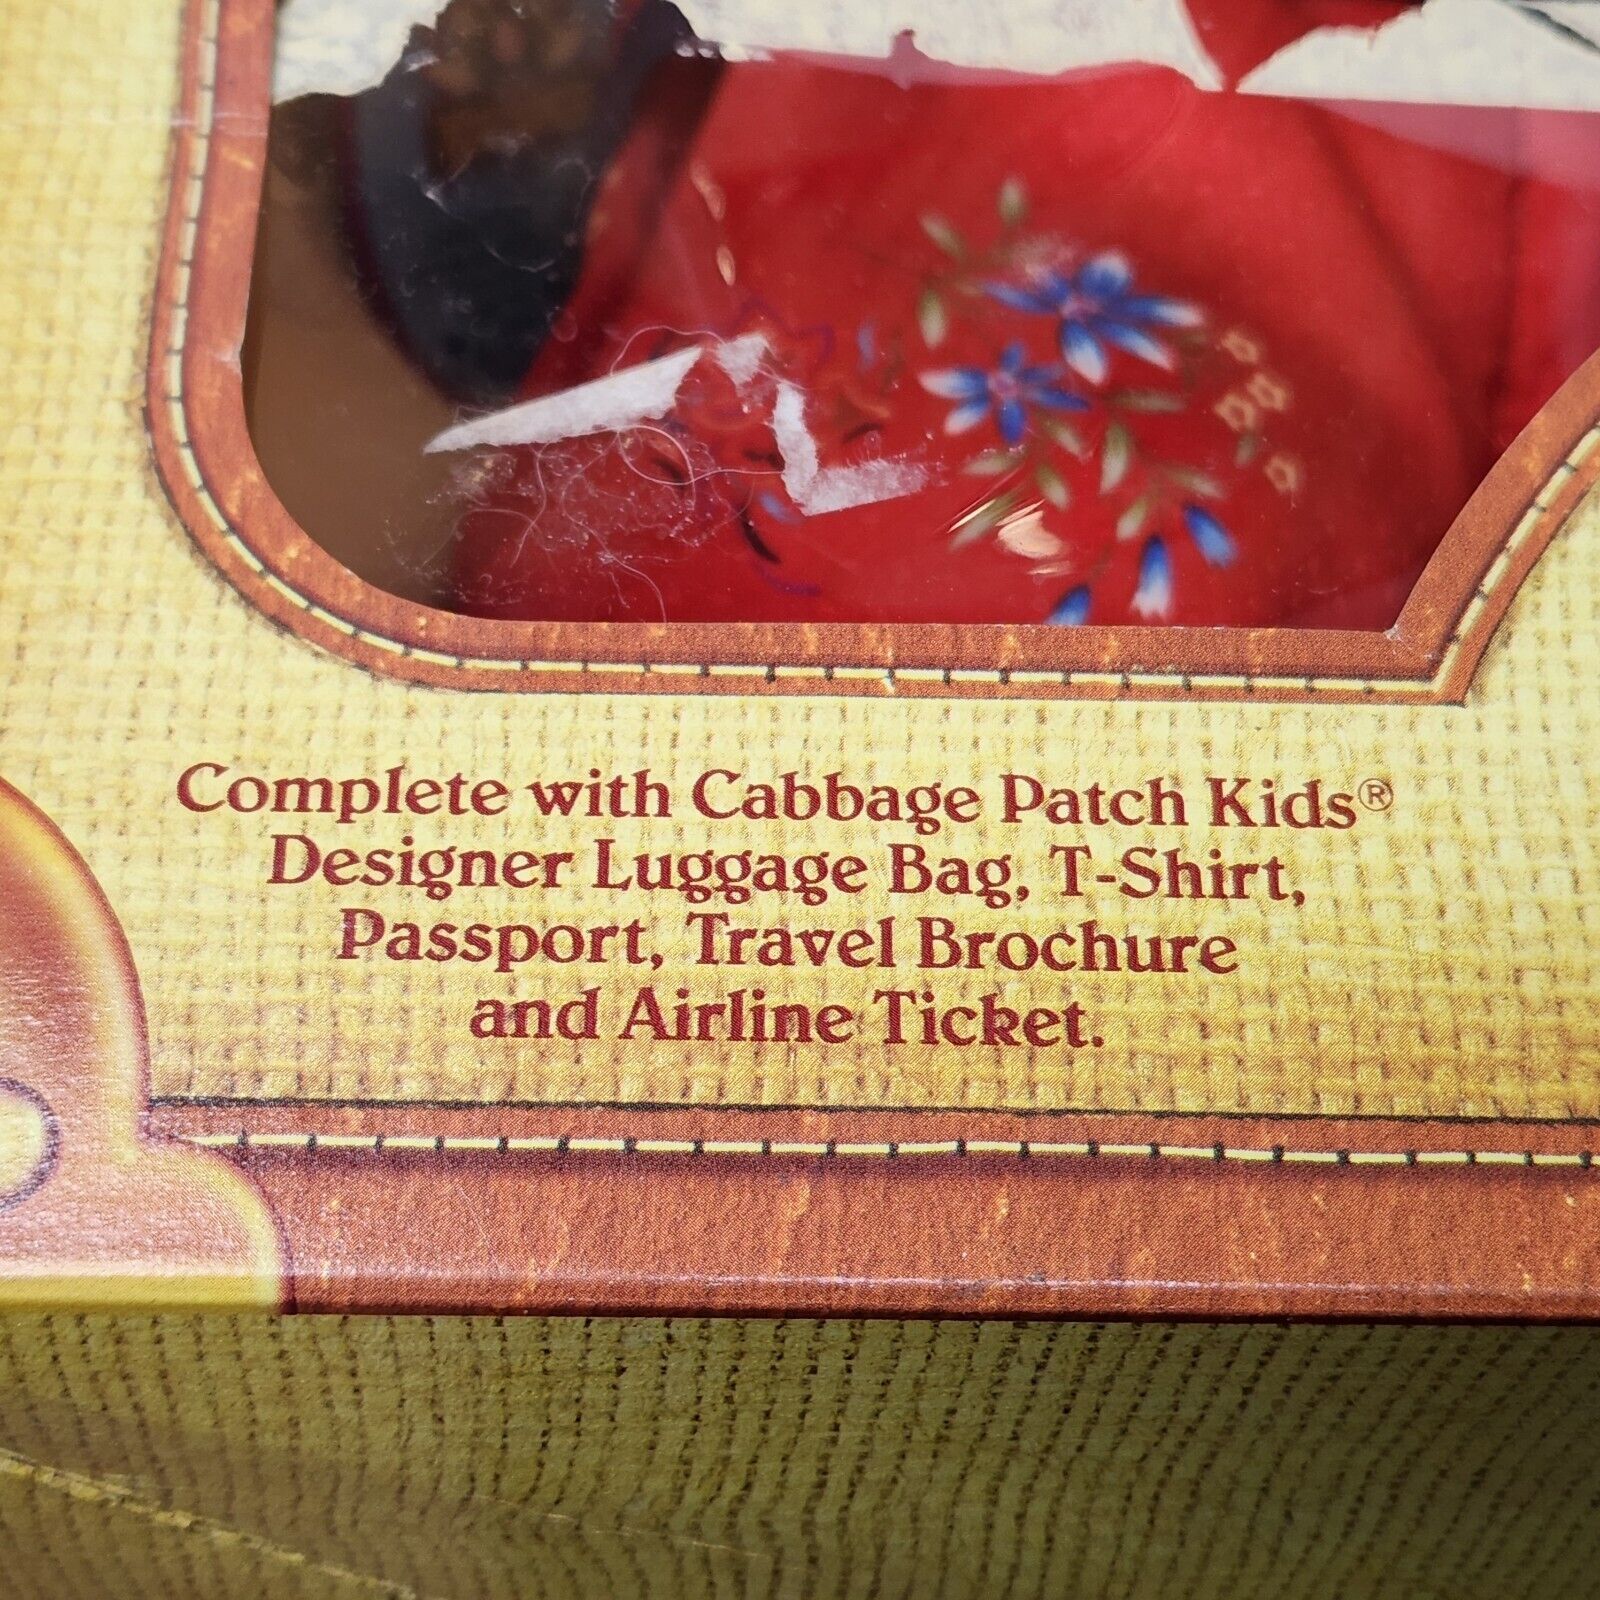 Complete with Cabbage Patch Kids®
Designer Luggage Bag, T-Shirt,
Passport, Travel Brochure
and Airline Ticket.